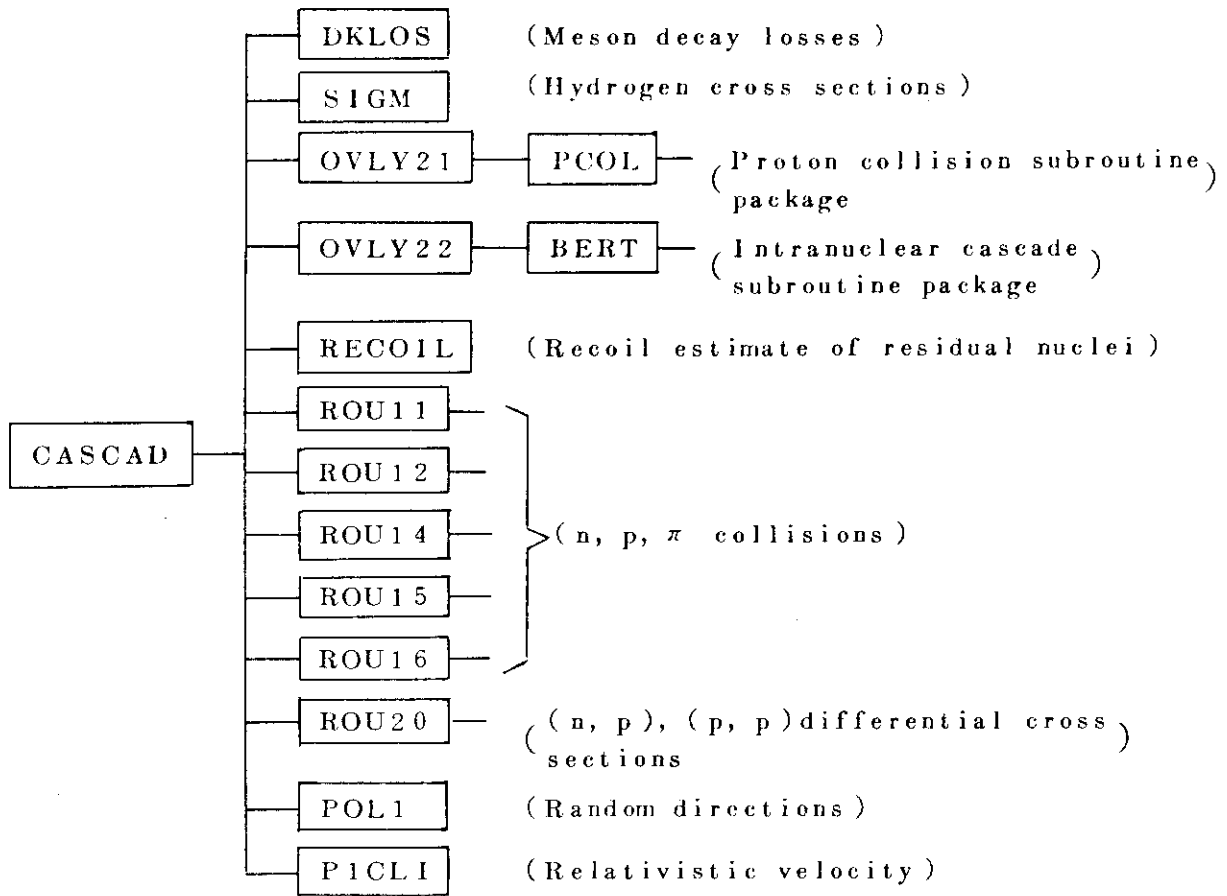 DKLOS (Meson decay losses)
SIGM (Hydrogen cross sections)
OVLY21 PCOL (Proton collision subroutine
package)
OVLY22 BERT (Intranuclear cascade
subroutine package)
RECOIL (Recoil estimate of residual nuclei)
ROU11
CASCAD
ROU12
ROU14 (n, p, π collisions)
ROU15
ROU16
ROU20 ((n, p), (p, p) differential cross
sections)
POL1 (Random directions)
P1CLI (Relativistic velocity)